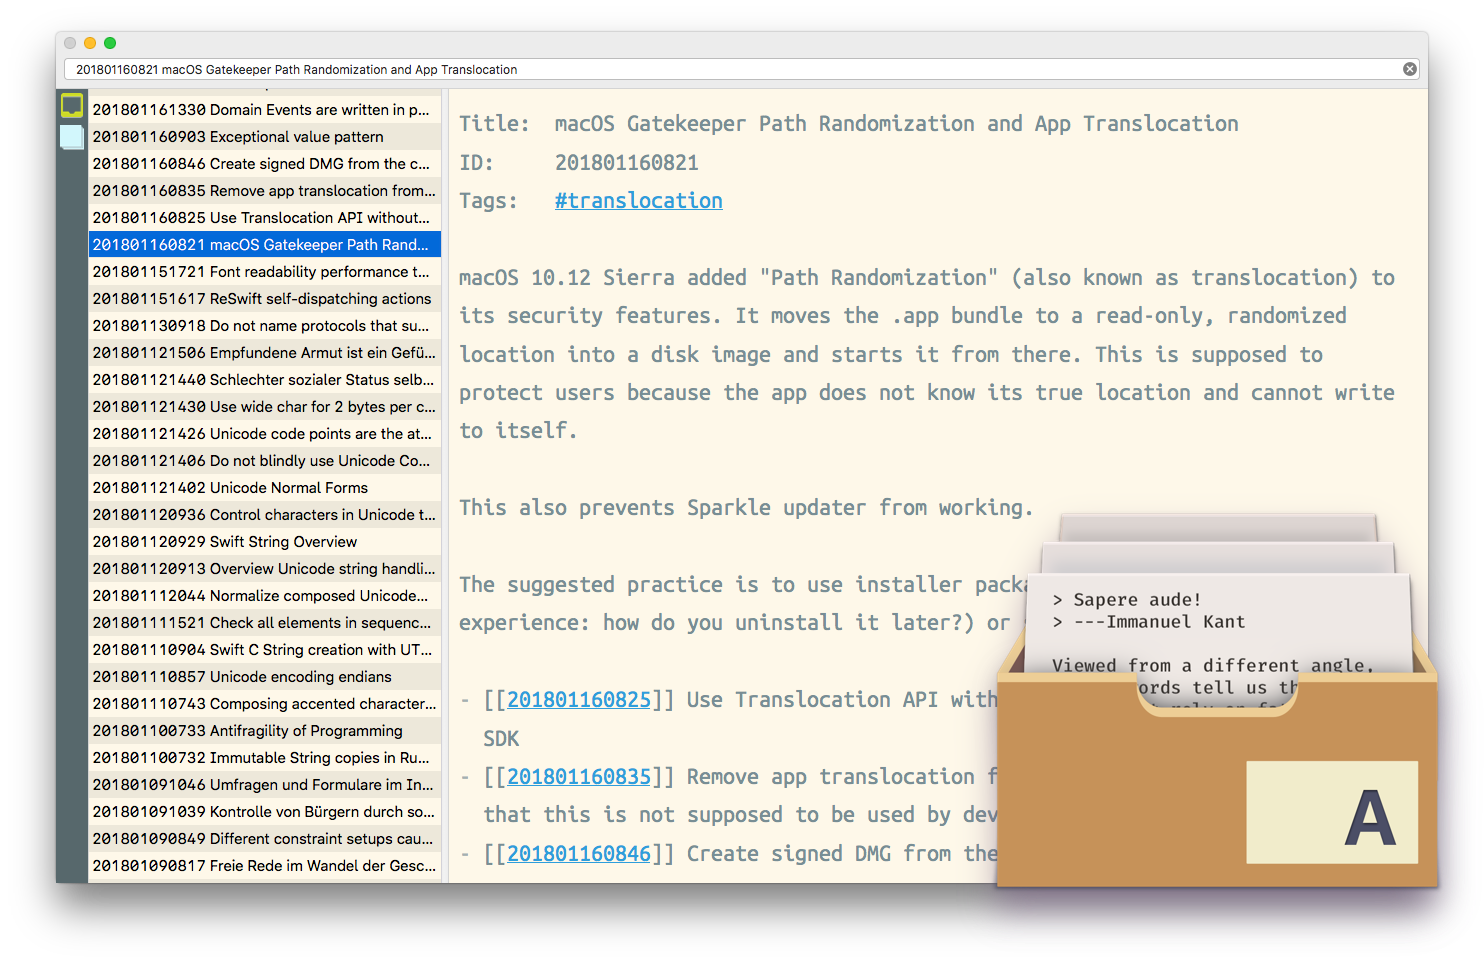 201801160821 macOS Gatekeeper Path Randomization and App Translocation
201801161330 Domain Events are written in p...
201801160903 Exceptional value pattern
201801160846 Create signed DMG from the c...
201801160835 Remove app translocation from...
201801160825 Use Translocation API without...
201801160821 macOS Gatekeeper Path Rand...
201801151721 Font readability performance t...
201801151617 ReSwift self-dispatching actions
201801130918 Do not name protocols that su...
201801121506 Empfundene Armut ist ein Gefü...
201801121440 Schlechter sozialer Status selb...
201801121430 Use wide char for 2 bytes per c...
201801121426 Unicode code points are the at...
201801121406 Do not blindly use Unicode Co...
201801121402 Unicode Normal Forms
201801120936 Control characters in Unicode t...
201801120929 Swift String Overview
201801120913 Overview Unicode string handli...
201801112044 Normalize composed Unicode...
201801111521 Check all elements in sequenc...
201801110904 Swift C String creation with UT...
201801110857 Unicode encoding endians
201801110743 Composing accented character...
201801100733 Antifragility of Programming
201801100732 Immutable String copies in Ru...
201801091046 Umfragen und Formulare im In...
201801091039 Kontrolle von Bürgern durch so...
201801090849 Different constraint setups cau...
201801090817 Freie Rede im Wandel der Gesc...
Title: macOS Gatekeeper Path Randomization and App Translocation
ID: 201801160821
Tags: #translocation
macOS 10.12 Sierra added "Path Randomization" (also known as translocation) to
its security features. It moves the .app bundle to a read-only, randomized
location into a disk image and starts it from there. This is supposed to
protect users because the app does not know its true location and cannot write
to itself.
This also prevents Sparkle updater from working.
The suggested practice is to use installer pack
experience: how do you uninstall it later?) or
- [[201801160825]] Use Translocation API with
SDK
- [[201801160835]] Remove app translocation f
that this is not supposed to be used by dev
- [[201801160846]] Create signed DMG from the
> Sapere aude!
> ---Immanuel Kant
Viewed from a different angle,
ords tell us th
A